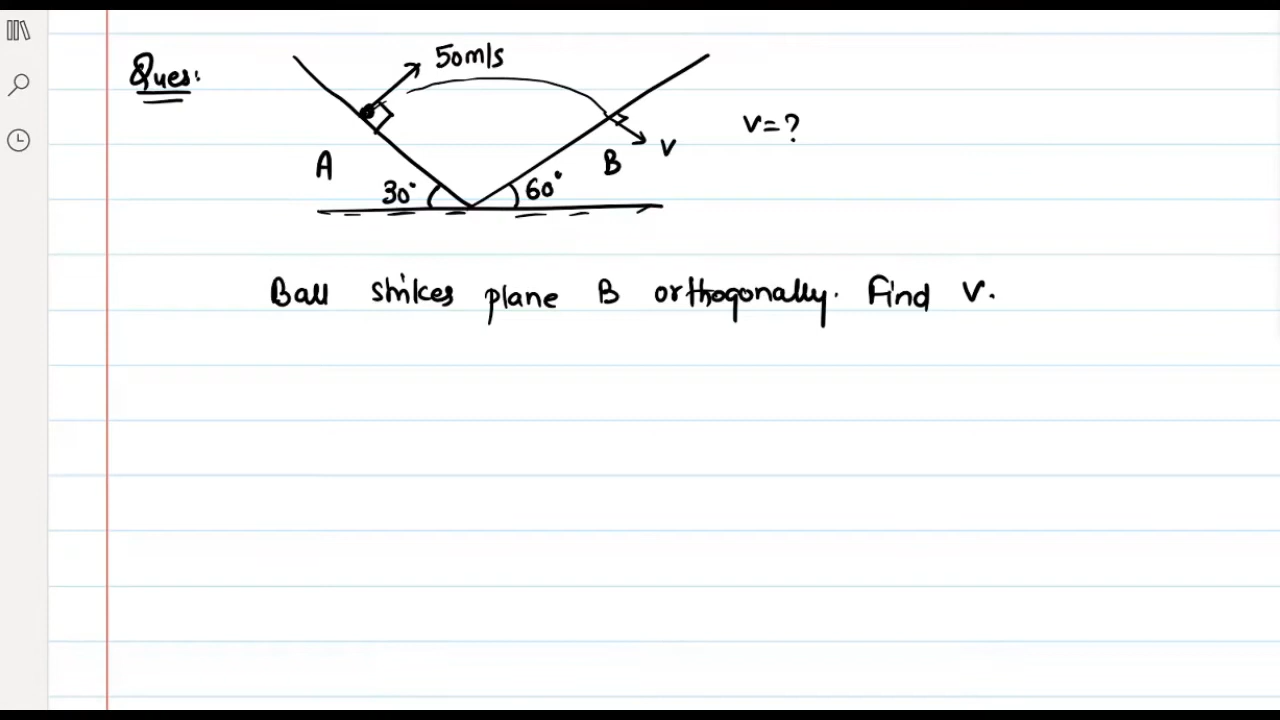 Ques:
50m/s
v=?
A
B
v
30°
60°
Ball strikes plane B orthogonally. Find v.